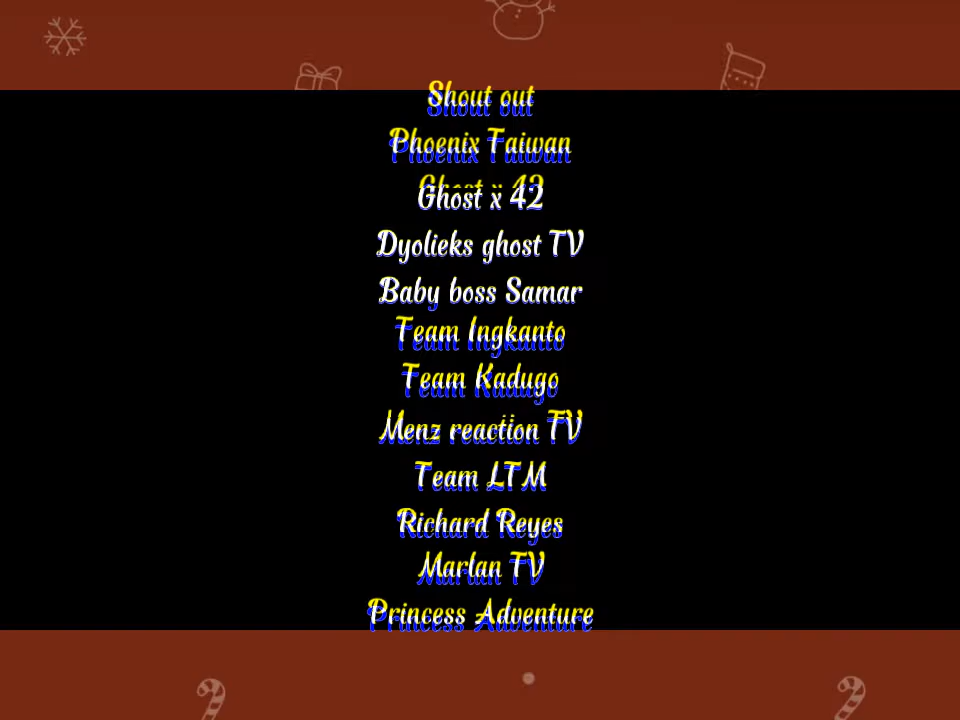 Shout out
Phoenix Taiwan
Ghost x 42
Dyolieks ghost TV
Baby boss Samar
Team Ingkanto
Team Kadugo
Menz reaction TV
Team LTM
Richard Reyes
Marlan TV
Princess Adventure